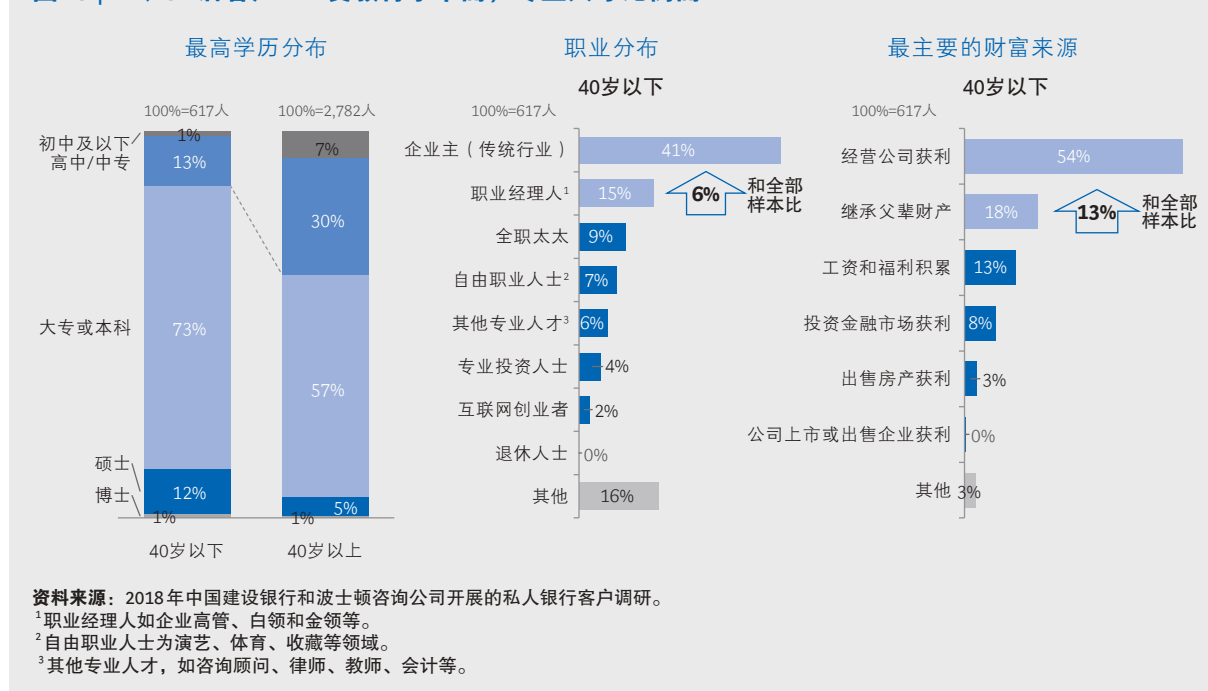 最高学历分布
100%=617人
100%=2,782人
初中及以下
高中/中专
大专或本科
硕士
博士
1%
13%
73%
12%
1%
7%
30%
57%
5%
1%
40岁以下
40岁以上
职业分布
40岁以下
100%=617人
企业主（传统行业） 41%
职业经理人¹ 15%
全职太太 9%
自由职业人士² 7%
其他专业人才³ 6%
专业投资人士 4%
互联网创业者 2%
退休人士 0%
其他 16%
6%
和全部
样本比
最主要的财富来源
40岁以下
100%=617人
经营公司获利 54%
继承父辈财产 18%
工资和福利积累 13%
投资金融市场获利 8%
出售房产获利 3%
公司上市或出售企业获利 0%
其他 3%
13%
和全部
样本比
资料来源：2018年中国建设银行和波士顿咨询公司开展的私人银行客户调研。
¹职业经理人如企业高管、白领和金领等。
²自由职业人士为演艺、体育、收藏等领域。
³其他专业人才，如咨询顾问、律师、教师、会计等。